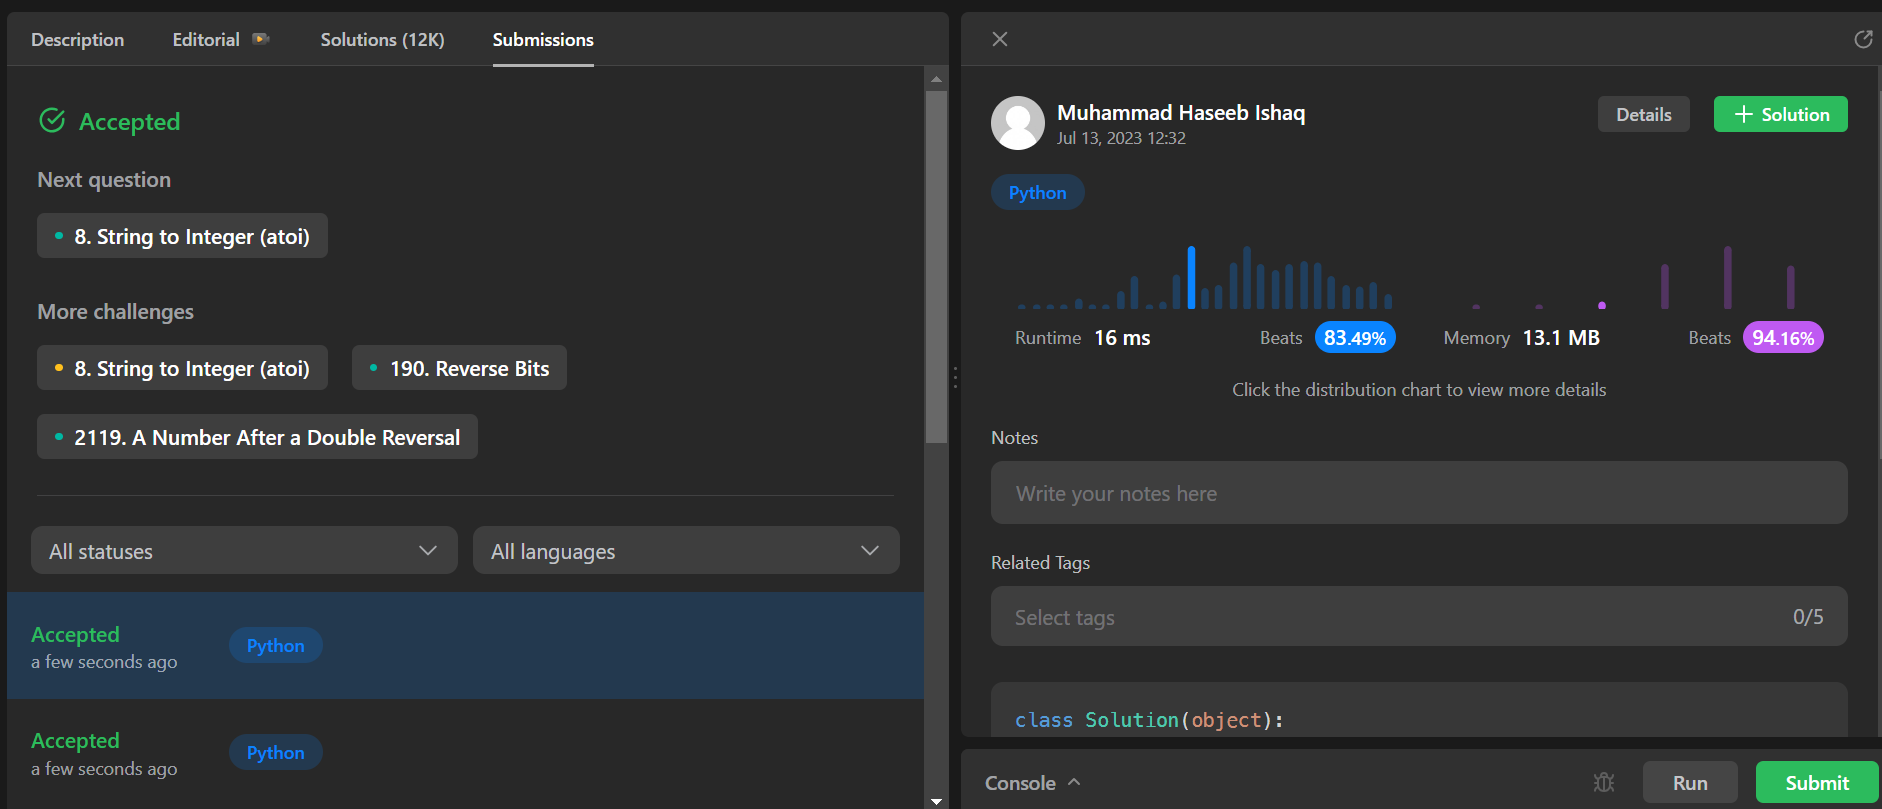 Description Editorial Solutions (12K) Submissions
Accepted
Next question
8. String to Integer (atoi)
More challenges
8. String to Integer (atoi) 190. Reverse Bits
2119. A Number After a Double Reversal
All statuses All languages
Accepted Python
a few seconds ago
Accepted Python
a few seconds ago
Muhammad Haseeb Ishaq
Jul 13, 2023 12:32
Details + Solution
Python
Runtime 16 ms Beats 83.49% Memory 13.1 MB Beats 94.16%
Click the distribution chart to view more details
Notes
Write your notes here
Related Tags
Select tags 0/5
class Solution(object):
Console Run Submit